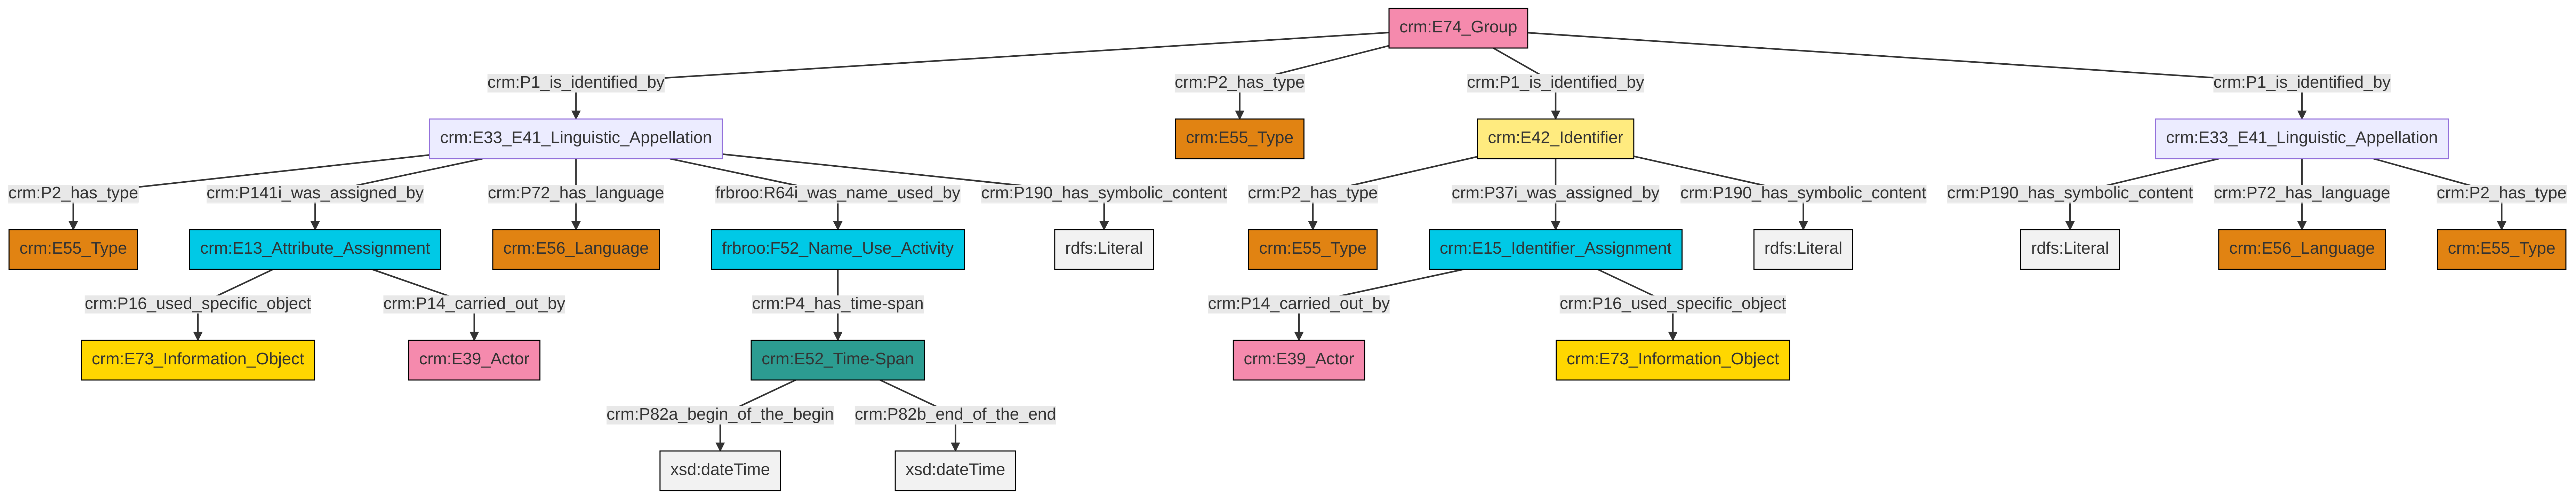 crm:E74_Group
crm:P1_is_identified_by
crm:P2_has_type
crm:P1_is_identified_by
crm:P1_is_identified_by
crm:E33_E41_Linguistic_Appellation
crm:E55_Type
crm:E42_Identifier
crm:E33_E41_Linguistic_Appellation
crm:P2_has_type
crm:P141i_was_assigned_by
crm:P72_has_language
frbroo:R64i_was_name_used_by
crm:P190_has_symbolic_content
crm:P2_has_type
crm:P37i_was_assigned_by
crm:P190_has_symbolic_content
crm:P190_has_symbolic_content
crm:P72_has_language
crm:P2_has_type
crm:E55_Type
crm:E13_Attribute_Assignment
crm:E56_Language
frbroo:F52_Name_Use_Activity
rdfs:Literal
crm:E55_Type
crm:E15_Identifier_Assignment
rdfs:Literal
rdfs:Literal
crm:E56_Language
crm:E55_Type
crm:P16_used_specific_object
crm:P14_carried_out_by
crm:P4_has_time-span
crm:P14_carried_out_by
crm:P16_used_specific_object
crm:E73_Information_Object
crm:E39_Actor
crm:E52_Time-Span
crm:E39_Actor
crm:E73_Information_Object
crm:P82a_begin_of_the_begin
crm:P82b_end_of_the_end
xsd:dateTime
xsd:dateTime